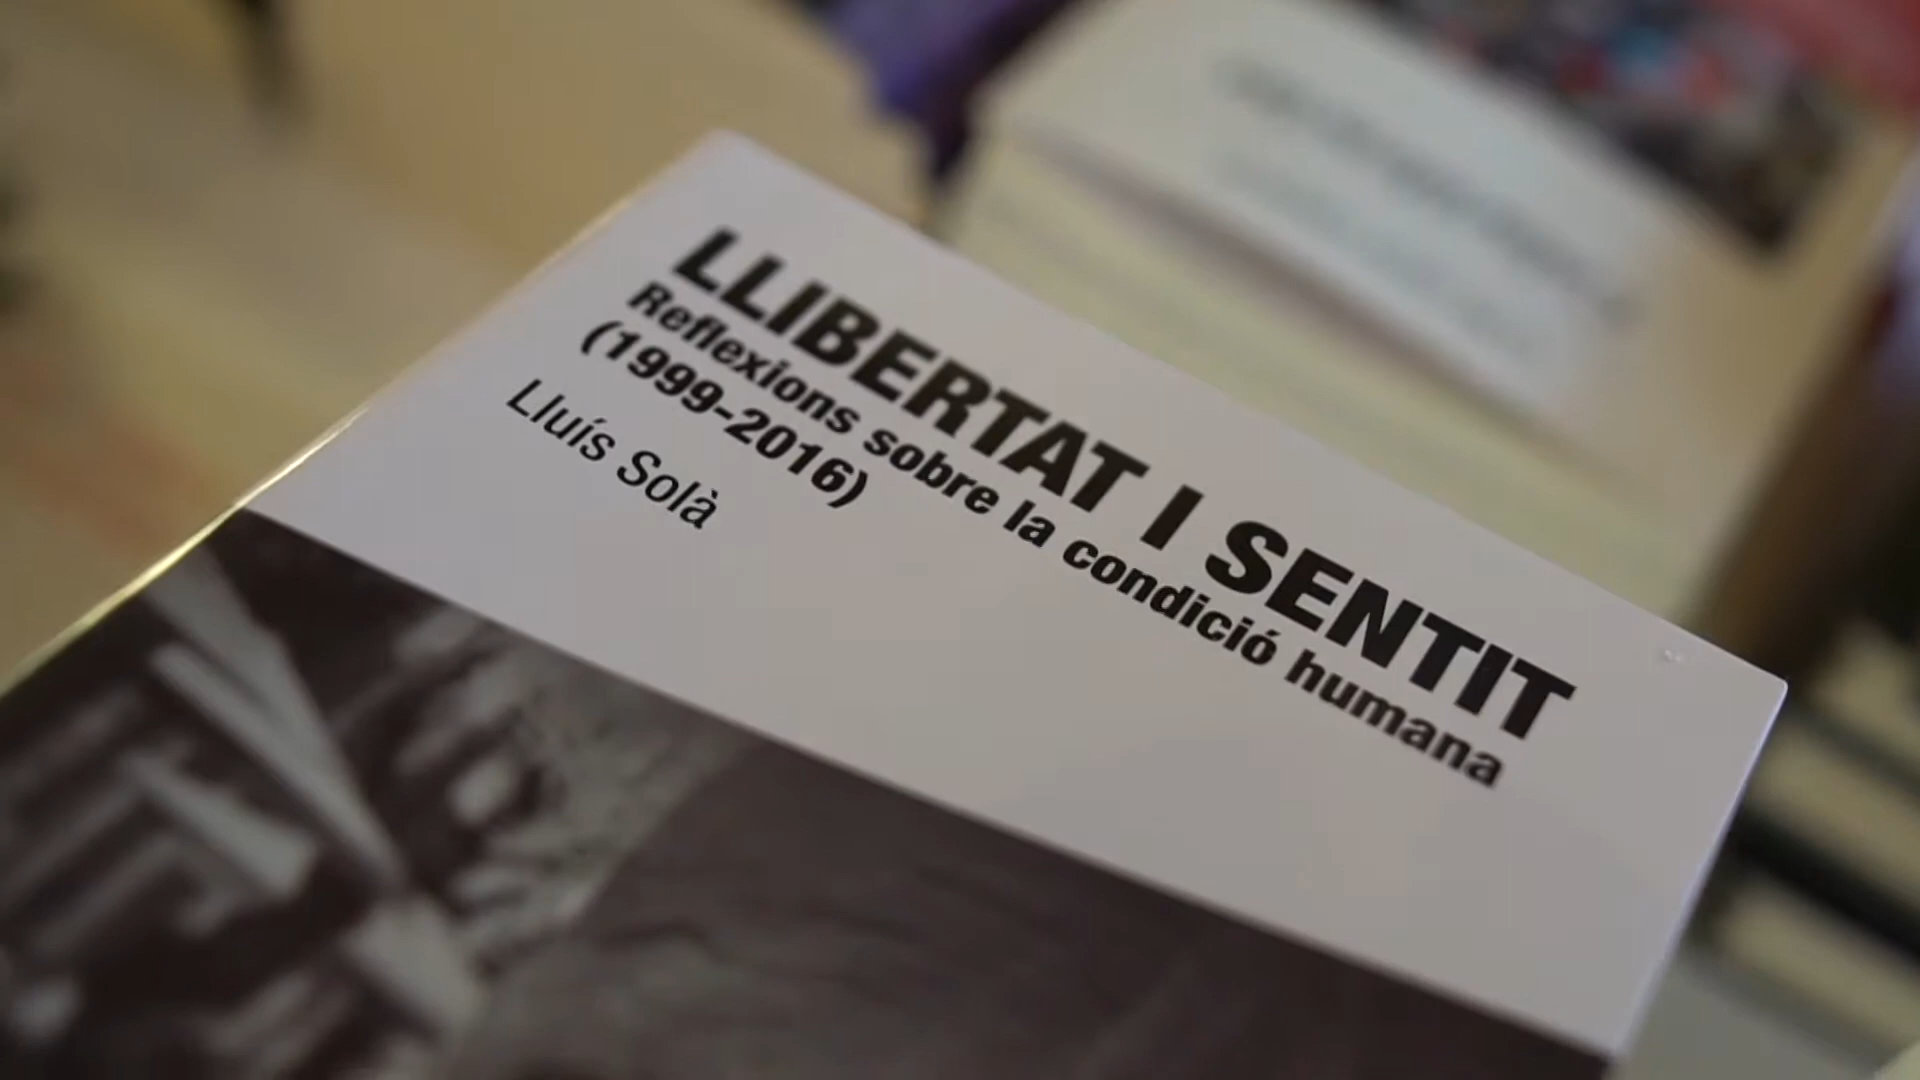 LLIBERTAT I SENTIT
Reflexions sobre la condició humana
(1999-2016)
Lluís Solà